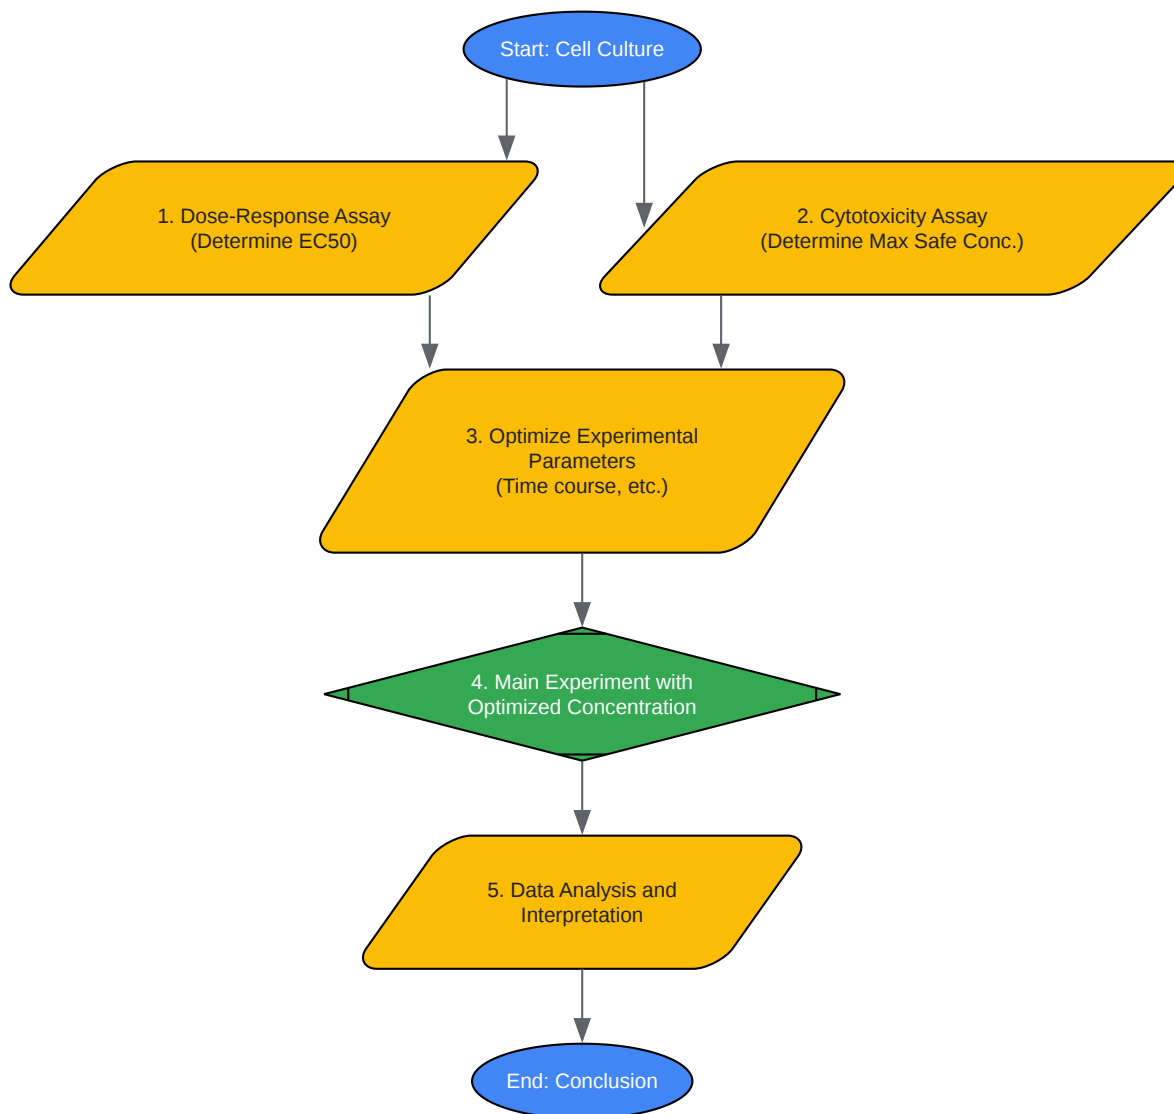 Start: Cell Culture
1. Dose-Response Assay
(Determine EC50)
2. Cytotoxicity Assay
(Determine Max Safe Conc.)
3. Optimize Experimental
Parameters
(Time course, etc.)
4. Main Experiment with
Optimized Concentration
5. Data Analysis and
Interpretation
End: Conclusion